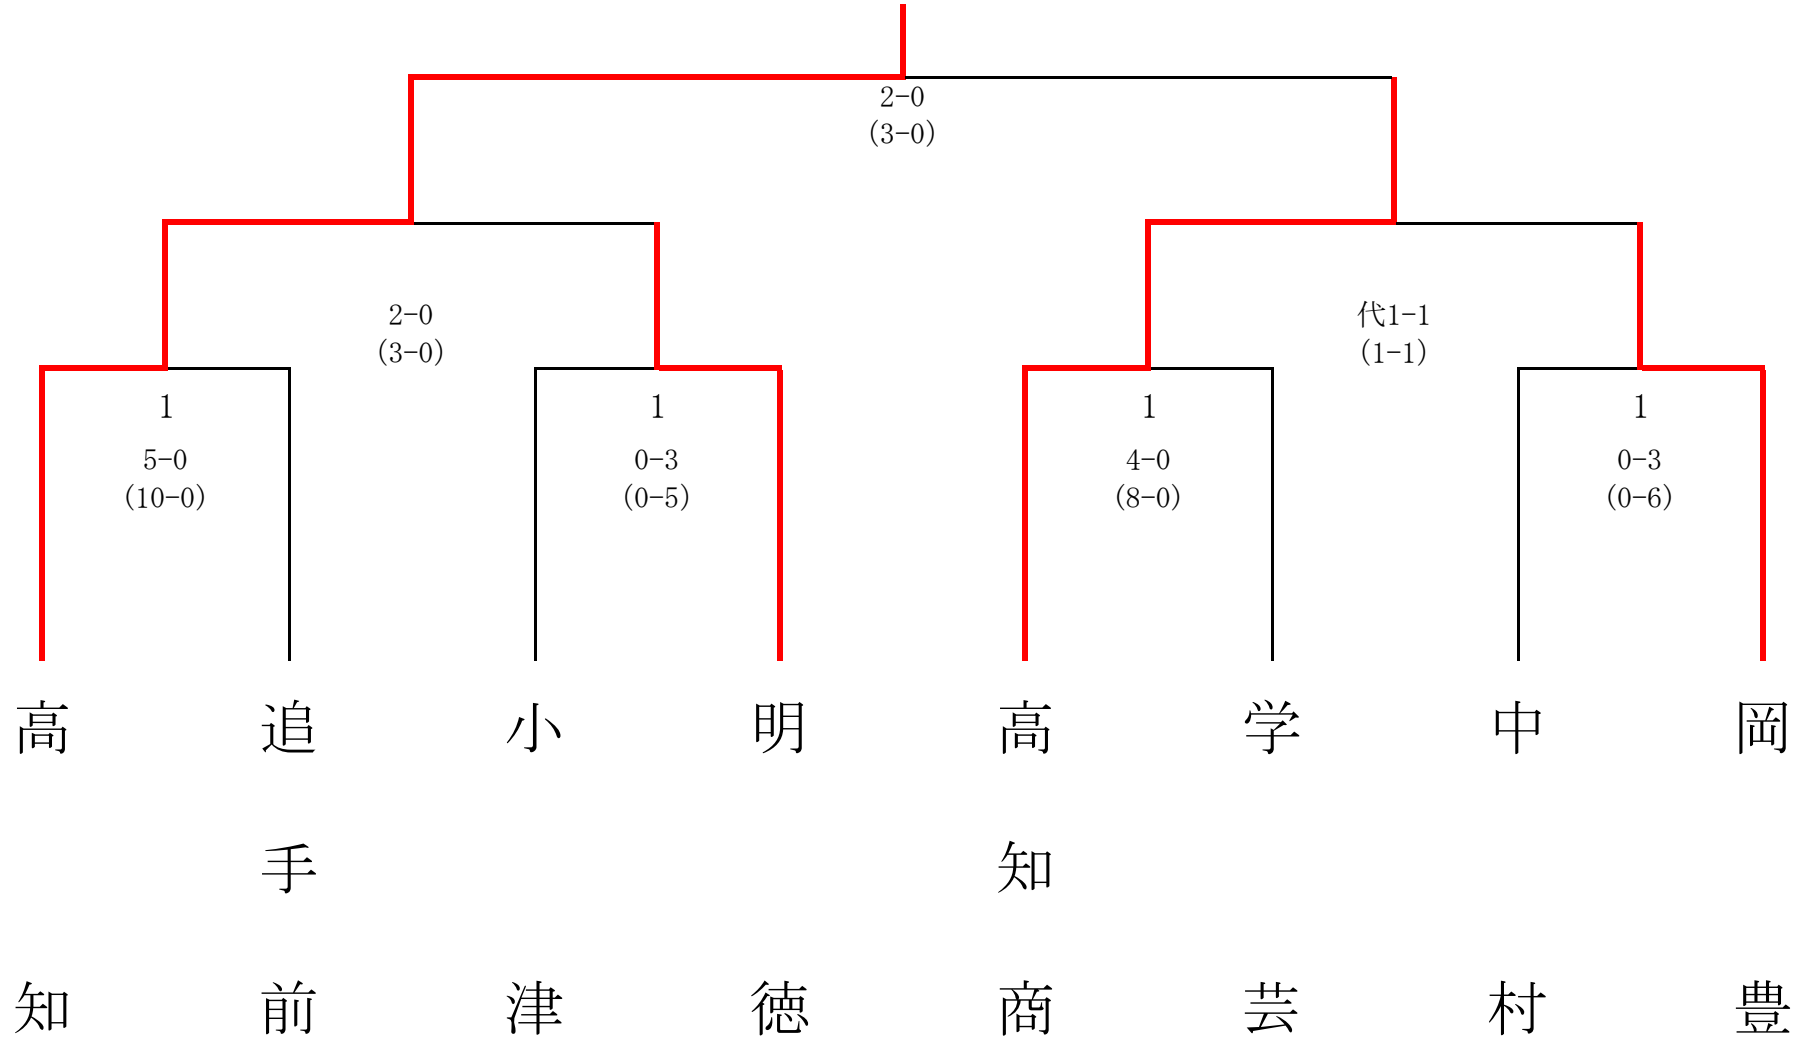 2-0
(3-0)
2-0
(3-0)
代1-1
(1-1)
1
5-0
(10-0)
1
0-3
(0-5)
1
4-0
(8-0)
1
0-3
(0-6)
高知
追手前
小津
明徳
高知商
学芸
中村
岡豊